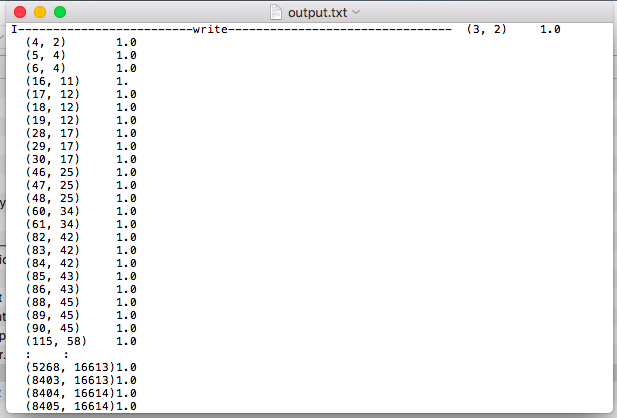 output.txt
I-------------------------write--------------------------------  (3, 2)     1.0
(4, 2)       1.0
(5, 4)       1.0
(6, 4)       1.0
(16, 11)     1.
(17, 12)     1.0
(18, 12)     1.0
(19, 12)     1.0
(28, 17)     1.0
(29, 17)     1.0
(30, 17)     1.0
(46, 25)     1.0
(47, 25)     1.0
(48, 25)     1.0
(60, 34)     1.0
(61, 34)     1.0
(82, 42)     1.0
(83, 42)     1.0
(84, 42)     1.0
(85, 43)     1.0
(86, 43)     1.0
(88, 45)     1.0
(89, 45)     1.0
(90, 45)     1.0
(115, 58)    1.0
:     :
(5268, 16613)1.0
(8403, 16613)1.0
(8404, 16614)1.0
(8405, 16614)1.0